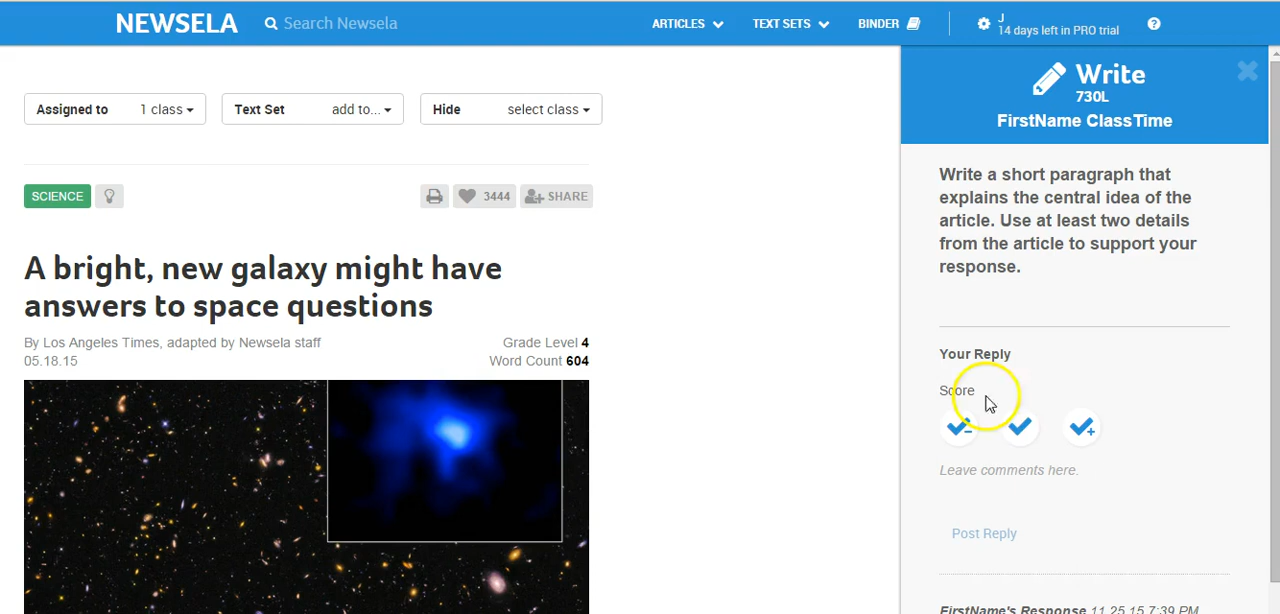 NEWSELA
Search Newsela
ARTICLES
TEXT SETS
BINDER
J
14 days left in PRO trial
?
Assigned to 1 class
Text Set add to...
Hide select class
SCIENCE
3444
SHARE
A bright, new galaxy might have
answers to space questions
By Los Angeles Times, adapted by Newsela staff
05.18.15
Grade Level 4
Word Count 604
Write
730L
FirstName ClassTime
Write a short paragraph that
explains the central idea of the
article. Use at least two details
from the article to support your
response.
Your Reply
Score
Leave comments here.
Post Reply
FirstName's Response 11.25.15 7:39 PM